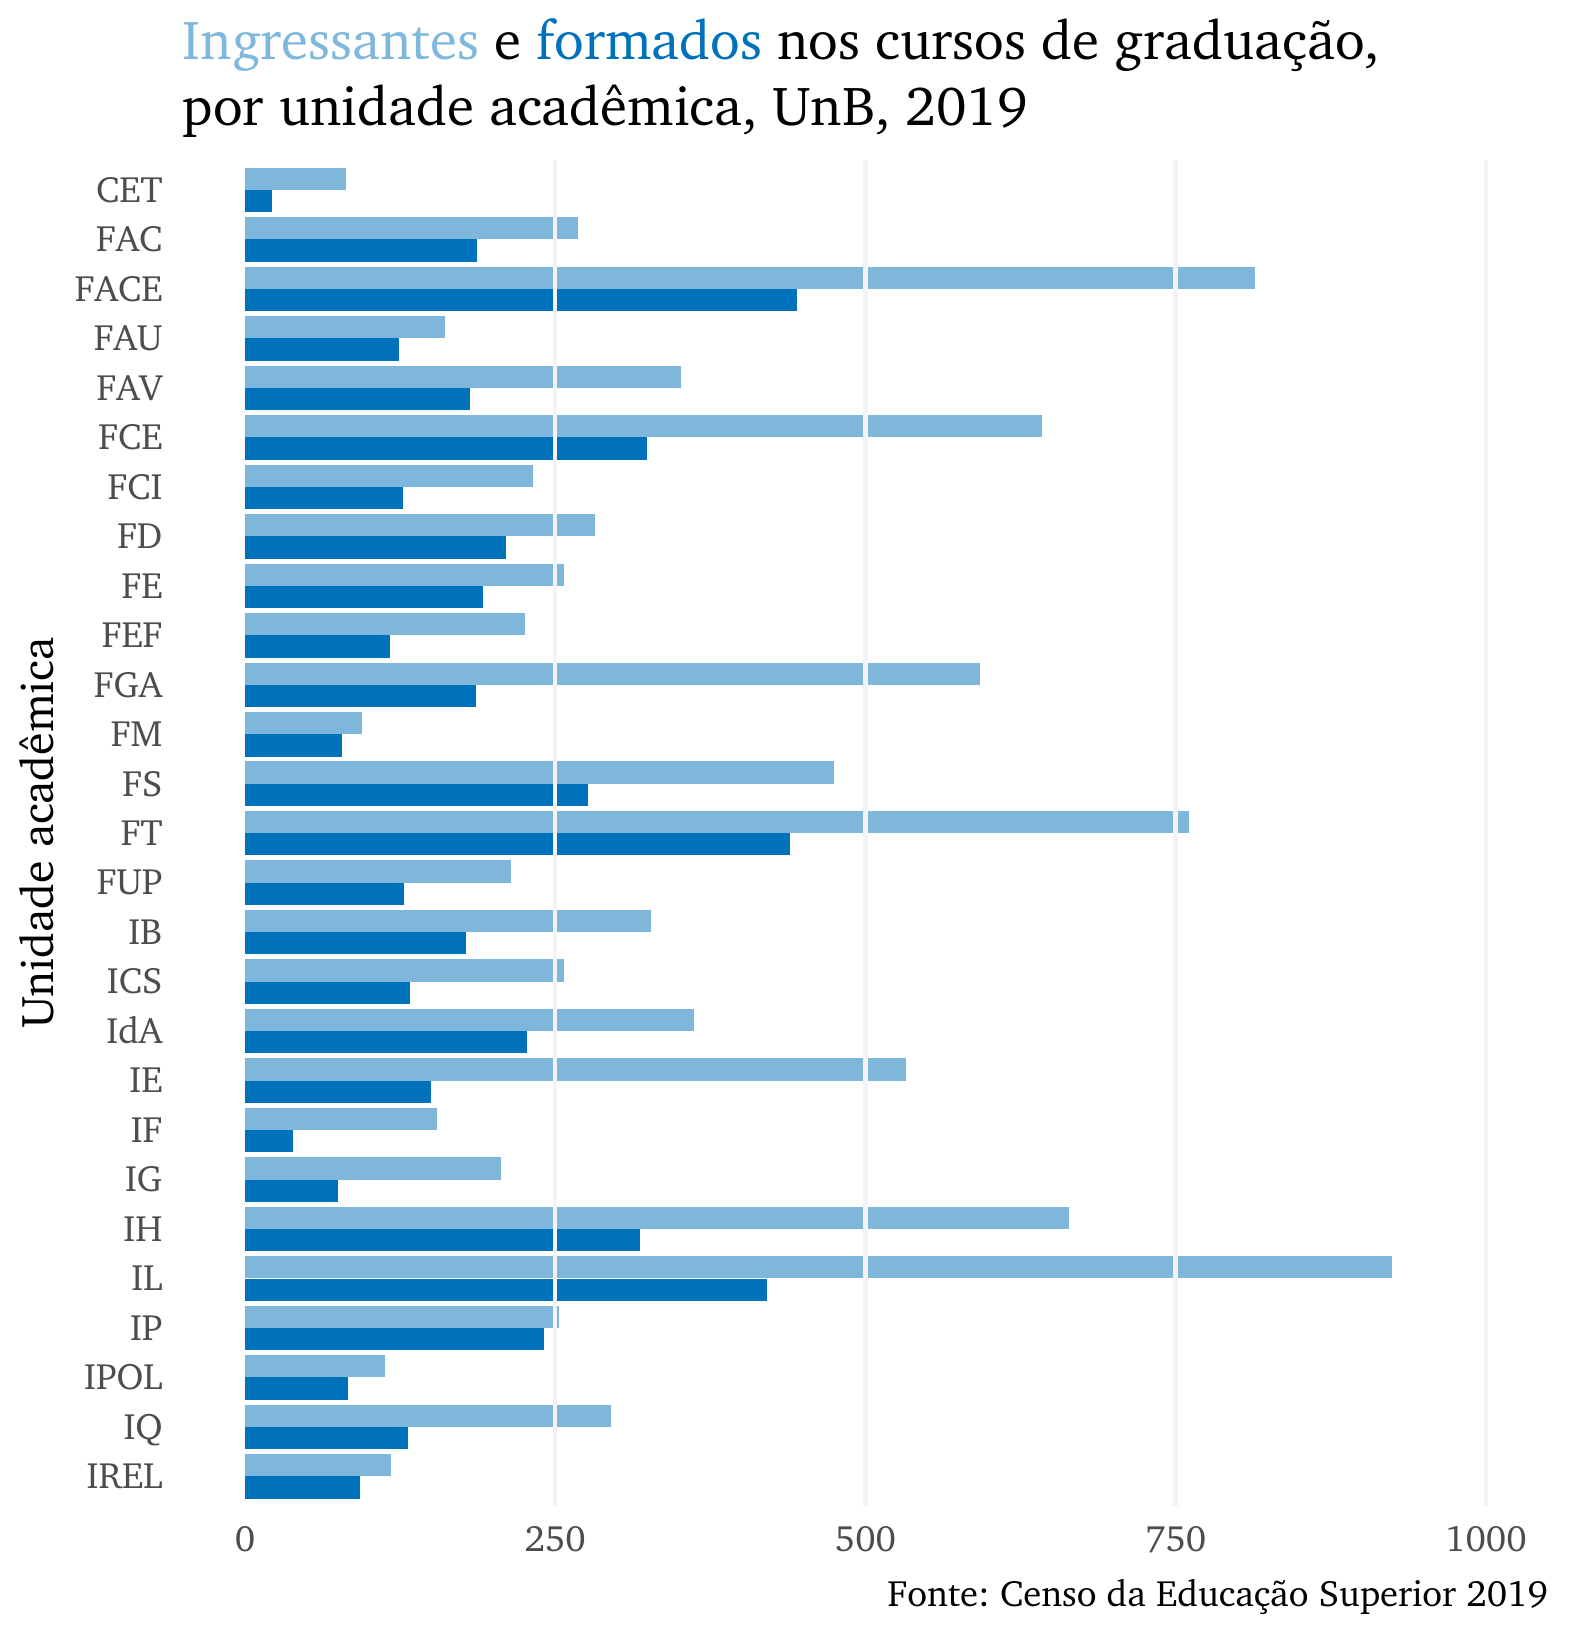 Ingressantes e formados nos cursos de graduação,
por unidade acadêmica, UnB, 2019
Unidade acadêmica
CET
FAC
FACE
FAU
FAV
FCE
FCI
FD
FE
FEF
FGA
FM
FS
FT
FUP
IB
ICS
IdA
IE
IF
IG
IH
IL
IP
IPOL
IQ
IREL
0 250 500 750 1000
Fonte: Censo da Educação Superior 2019